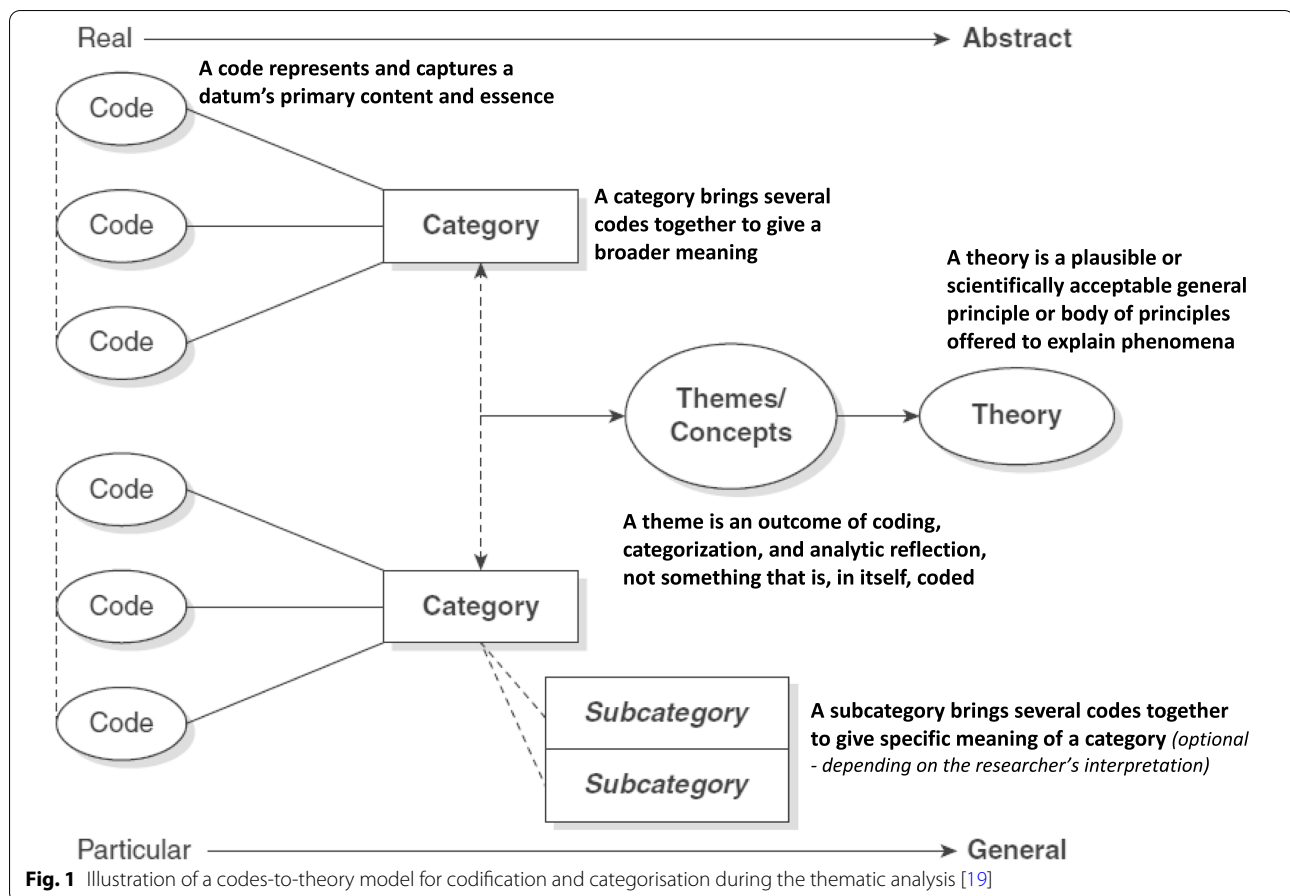 Real
Abstract
A code represents and captures a
datum's primary content and essence
Code
Code
Code
Category
A category brings several
codes together to give a
broader meaning
A theory is a plausible or
scientifically acceptable general
principle or body of principles
offered to explain phenomena
Themes/
Concepts
Theory
A theme is an outcome of coding,
categorization, and analytic reflection,
not something that is, in itself, coded
Code
Code
Code
Category
Subcategory
Subcategory
A subcategory brings several codes together
to give specific meaning of a category (optional
- depending on the researcher's interpretation)
Particular
General
Fig. 1 Illustration of a codes-to-theory model for codification and categorisation during the thematic analysis [19]